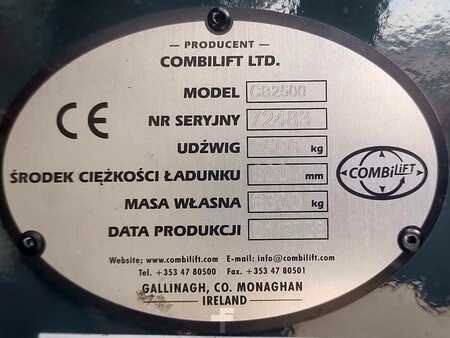 PRODUCENT
COMBILIFT LTD.
MODEL CB2500
NR SERYJNY 72483
UDŹWIG kg
ŚRODEK CIĘŻKOŚCI ŁADUNKU mm
MASA WŁASNA kg
DATA PRODUKCJI
CE
COMBiLiFT
Website; www.combilift.com E-mail; info@combilift.com
Tel. +353 47 80500 Fax. +353 47 80501
GALLINAGH, CO. MONAGHAN
IRELAND